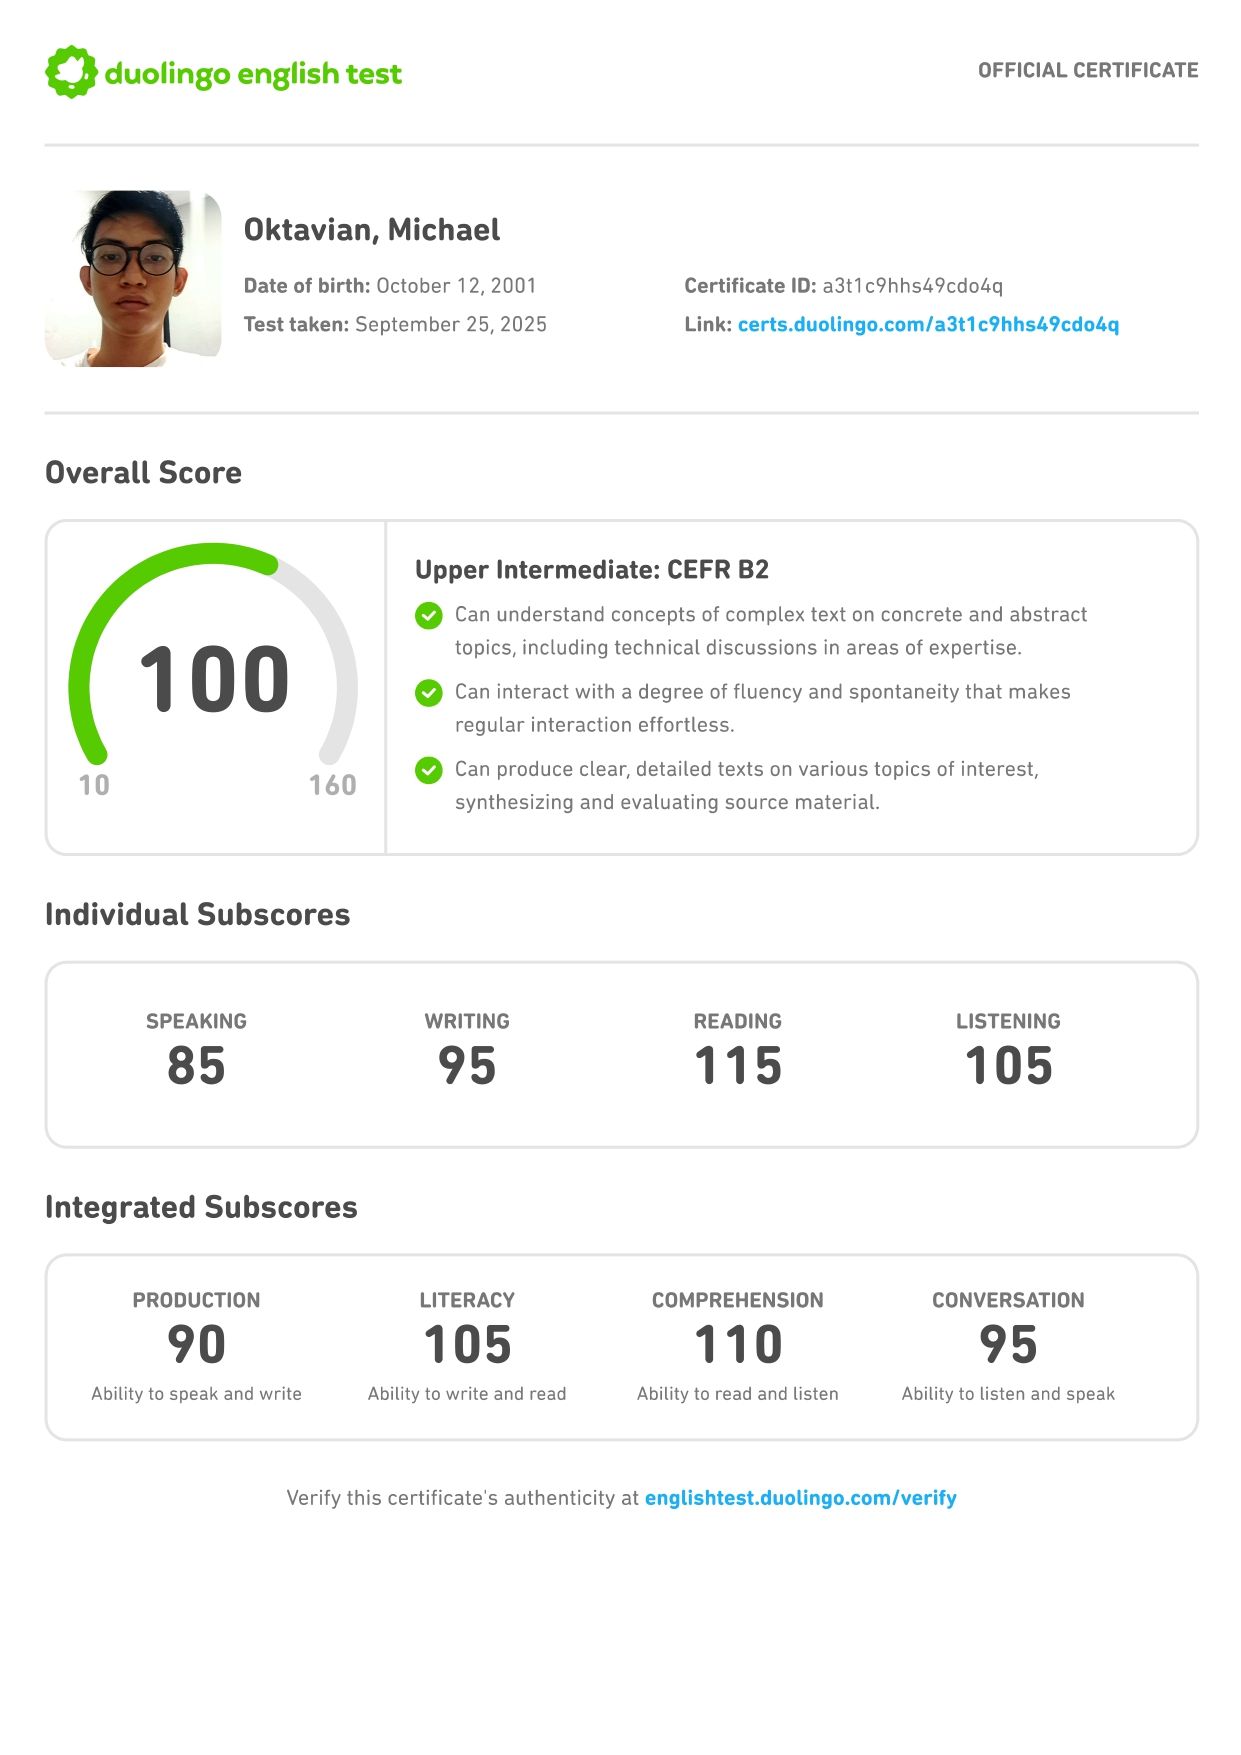 duolingo english test
OFFICIAL CERTIFICATE
Oktavian, Michael
Date of birth: October 12, 2001
Certificate ID: a3t1c9hhs49cdo4q
Test taken: September 25, 2025
Link: certs.duolingo.com/a3t1c9hhs49cdo4q
Overall Score
100
10
160
Upper Intermediate: CEFR B2
Can understand concepts of complex text on concrete and abstract
topics, including technical discussions in areas of expertise.
Can interact with a degree of fluency and spontaneity that makes
regular interaction effortless.
Can produce clear, detailed texts on various topics of interest,
synthesizing and evaluating source material.
Individual Subscores
SPEAKING
85
WRITING
95
READING
115
LISTENING
105
Integrated Subscores
PRODUCTION
90
Ability to speak and write
LITERACY
105
Ability to write and read
COMPREHENSION
110
Ability to read and listen
CONVERSATION
95
Ability to listen and speak
Verify this certificate's authenticity at englishtest.duolingo.com/verify